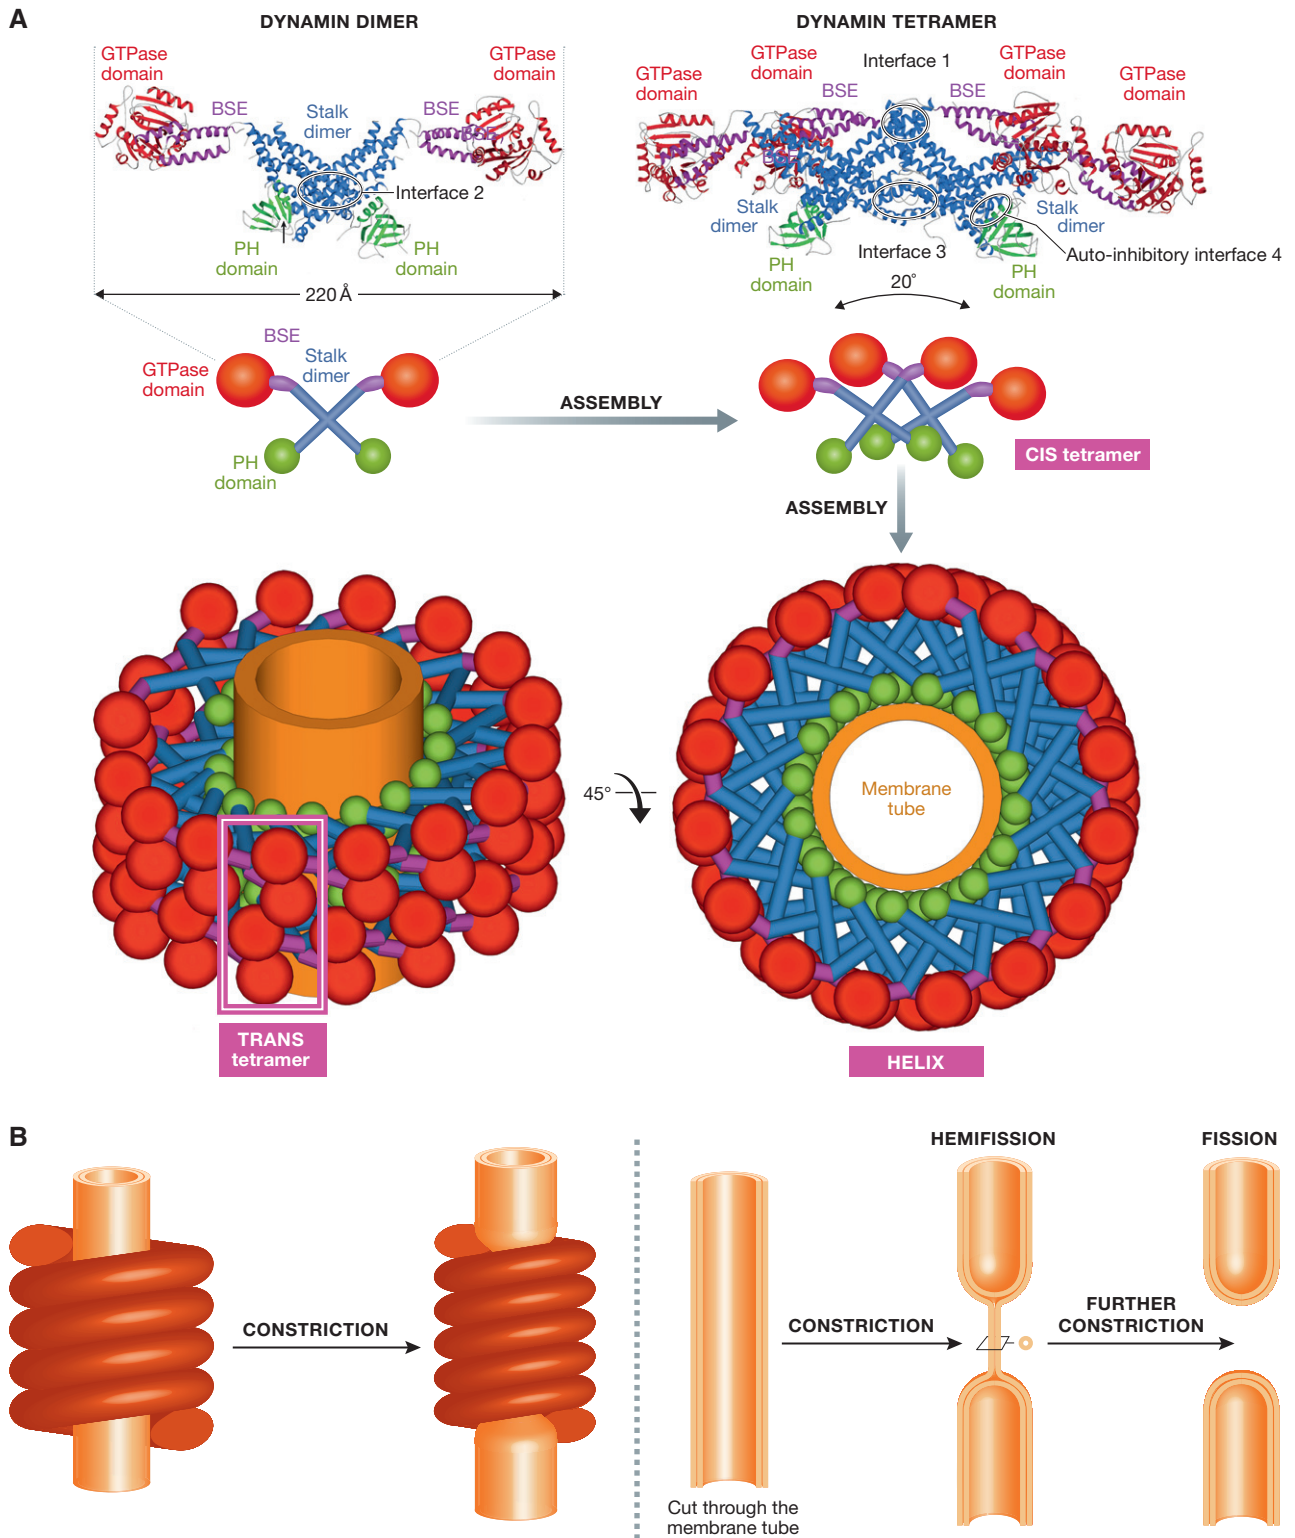 A
DYNAMIN DIMER
DYNAMIN TETRAMER
GTPase
domain
BSE
Stalk
dimer
BSE
GTPase
domain
BSE
Interface 2
PH
domain
PH
domain
220 Å
GTPase
domain
GTPase
domain
BSE
Interface 1
BSE
GTPase
domain
GTPase
domain
Stalk
dimer
PH
domain
Interface 3
Stalk
dimer
Auto-inhibitory interface 4
PH
domain
20°
BSE
GTPase
domain
Stalk
dimer
PH
domain
ASSEMBLY
CIS tetramer
ASSEMBLY
45°
Membrane
tube
TRANS
tetramer
HELIX
B
CONSTRICTION
HEMIFISSION
FISSION
CONSTRICTION
FURTHER
CONSTRICTION
Cut through the
membrane tube